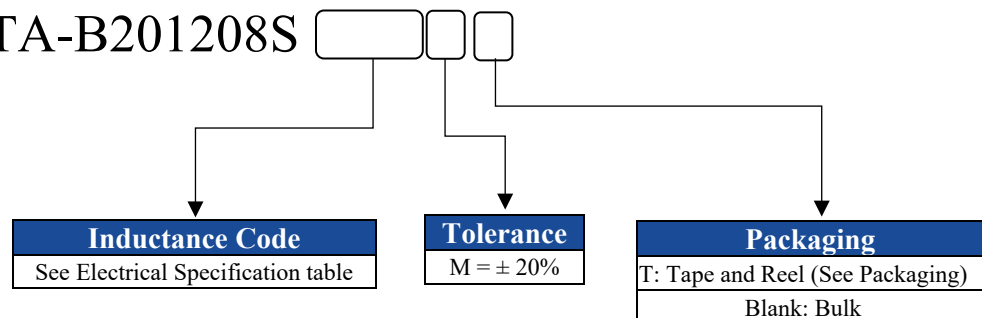 TA-B201208S
Inductance Code
See Electrical Specification table
Tolerance
M = ± 20%
Packaging
T: Tape and Reel (See Packaging)
Blank: Bulk